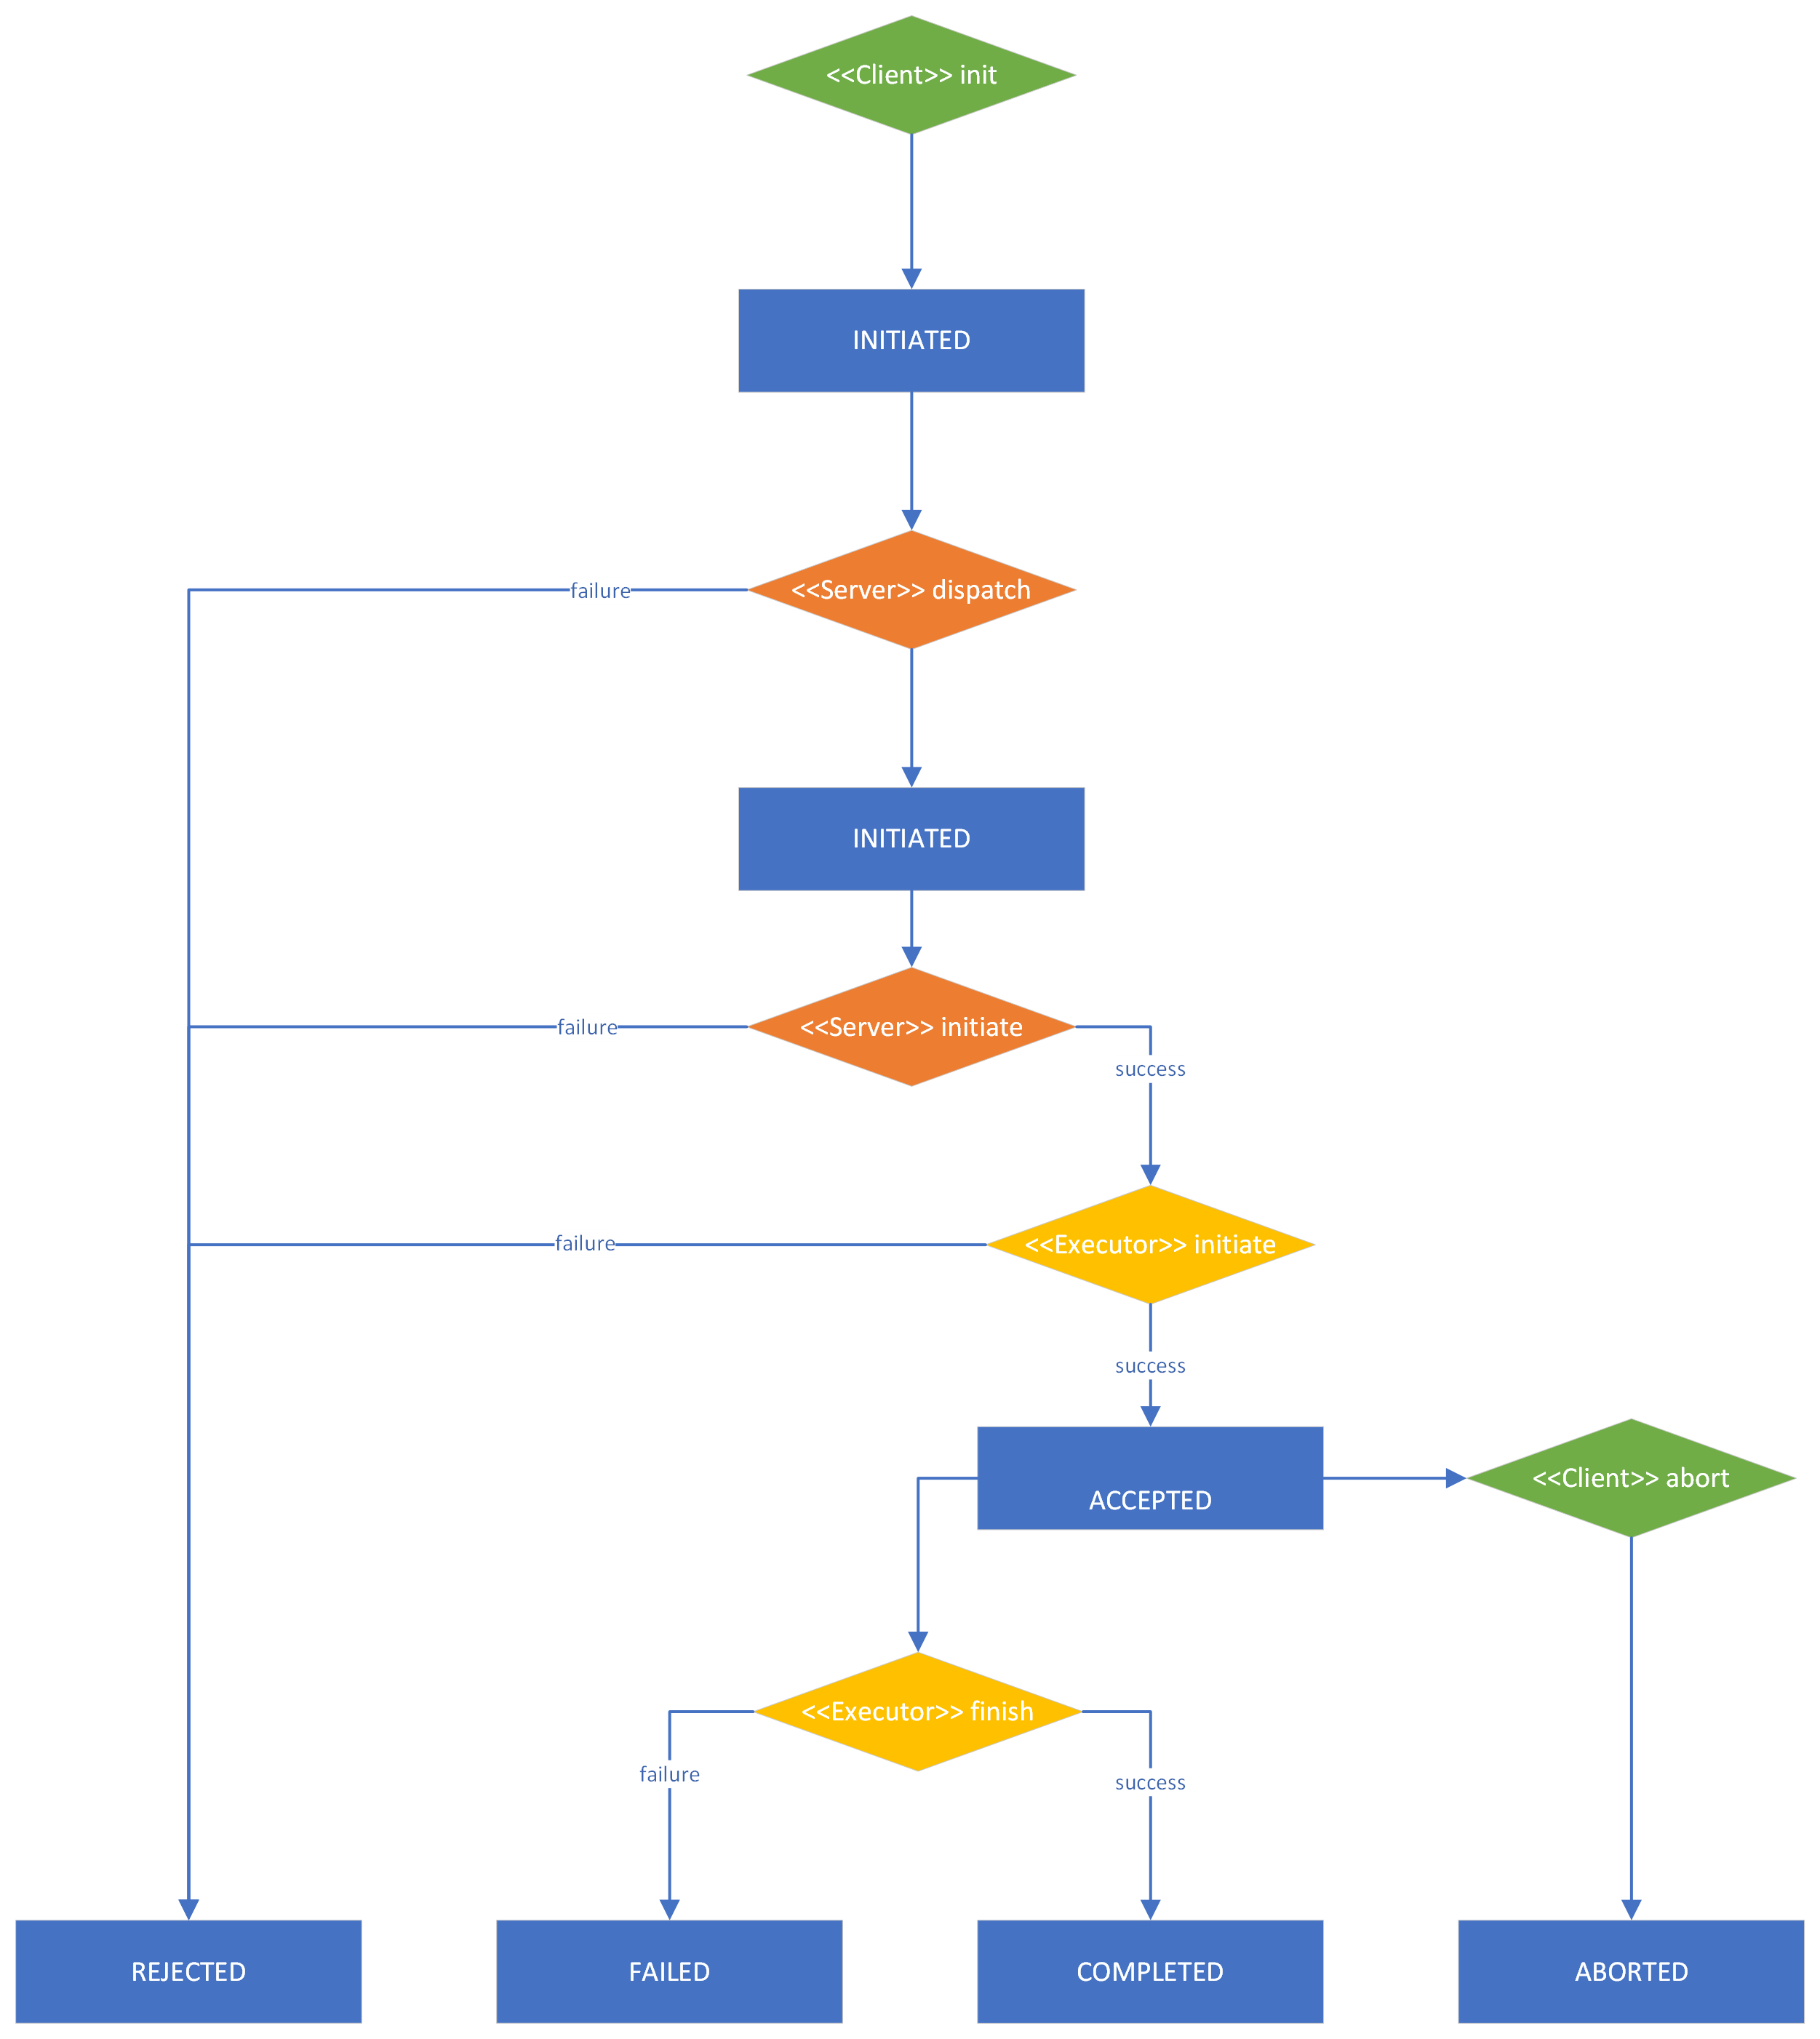 <<Client>> init
INITIATED
failure
<<Server>> dispatch
INITIATED
failure
<<Server>> initiate
success
failure
<<Executor>> initiate
success
ACCEPTED
<<Client>> abort
<<Executor>> finish
failure
success
REJECTED
FAILED
COMPLETED
ABORTED